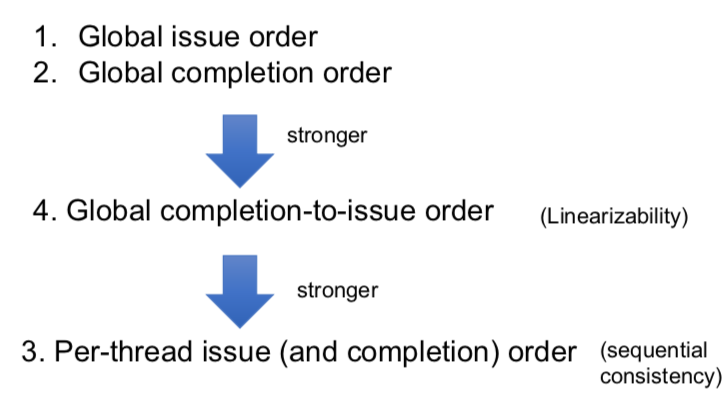 1. Global issue order
2. Global completion order
stronger
4. Global completion-to-issue order (Linearizability)
stronger
3. Per-thread issue (and completion) order (sequential
consistency)